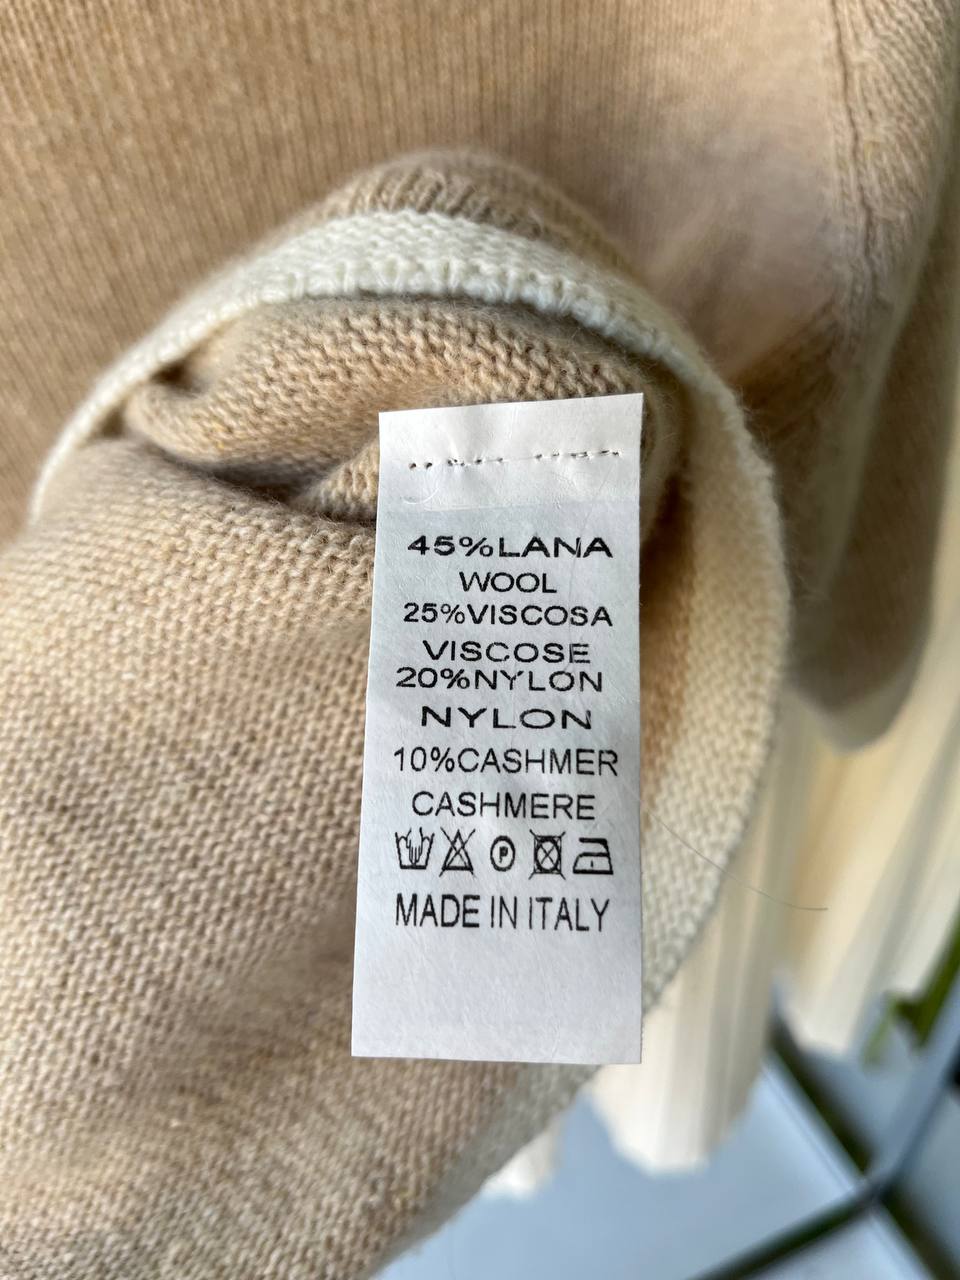 45%LANA
WOOL
25%VISCOSA
VISCOSE
20%NYLON
NYLON
10%CASHMER
CASHMERE
P
MADE IN ITALY